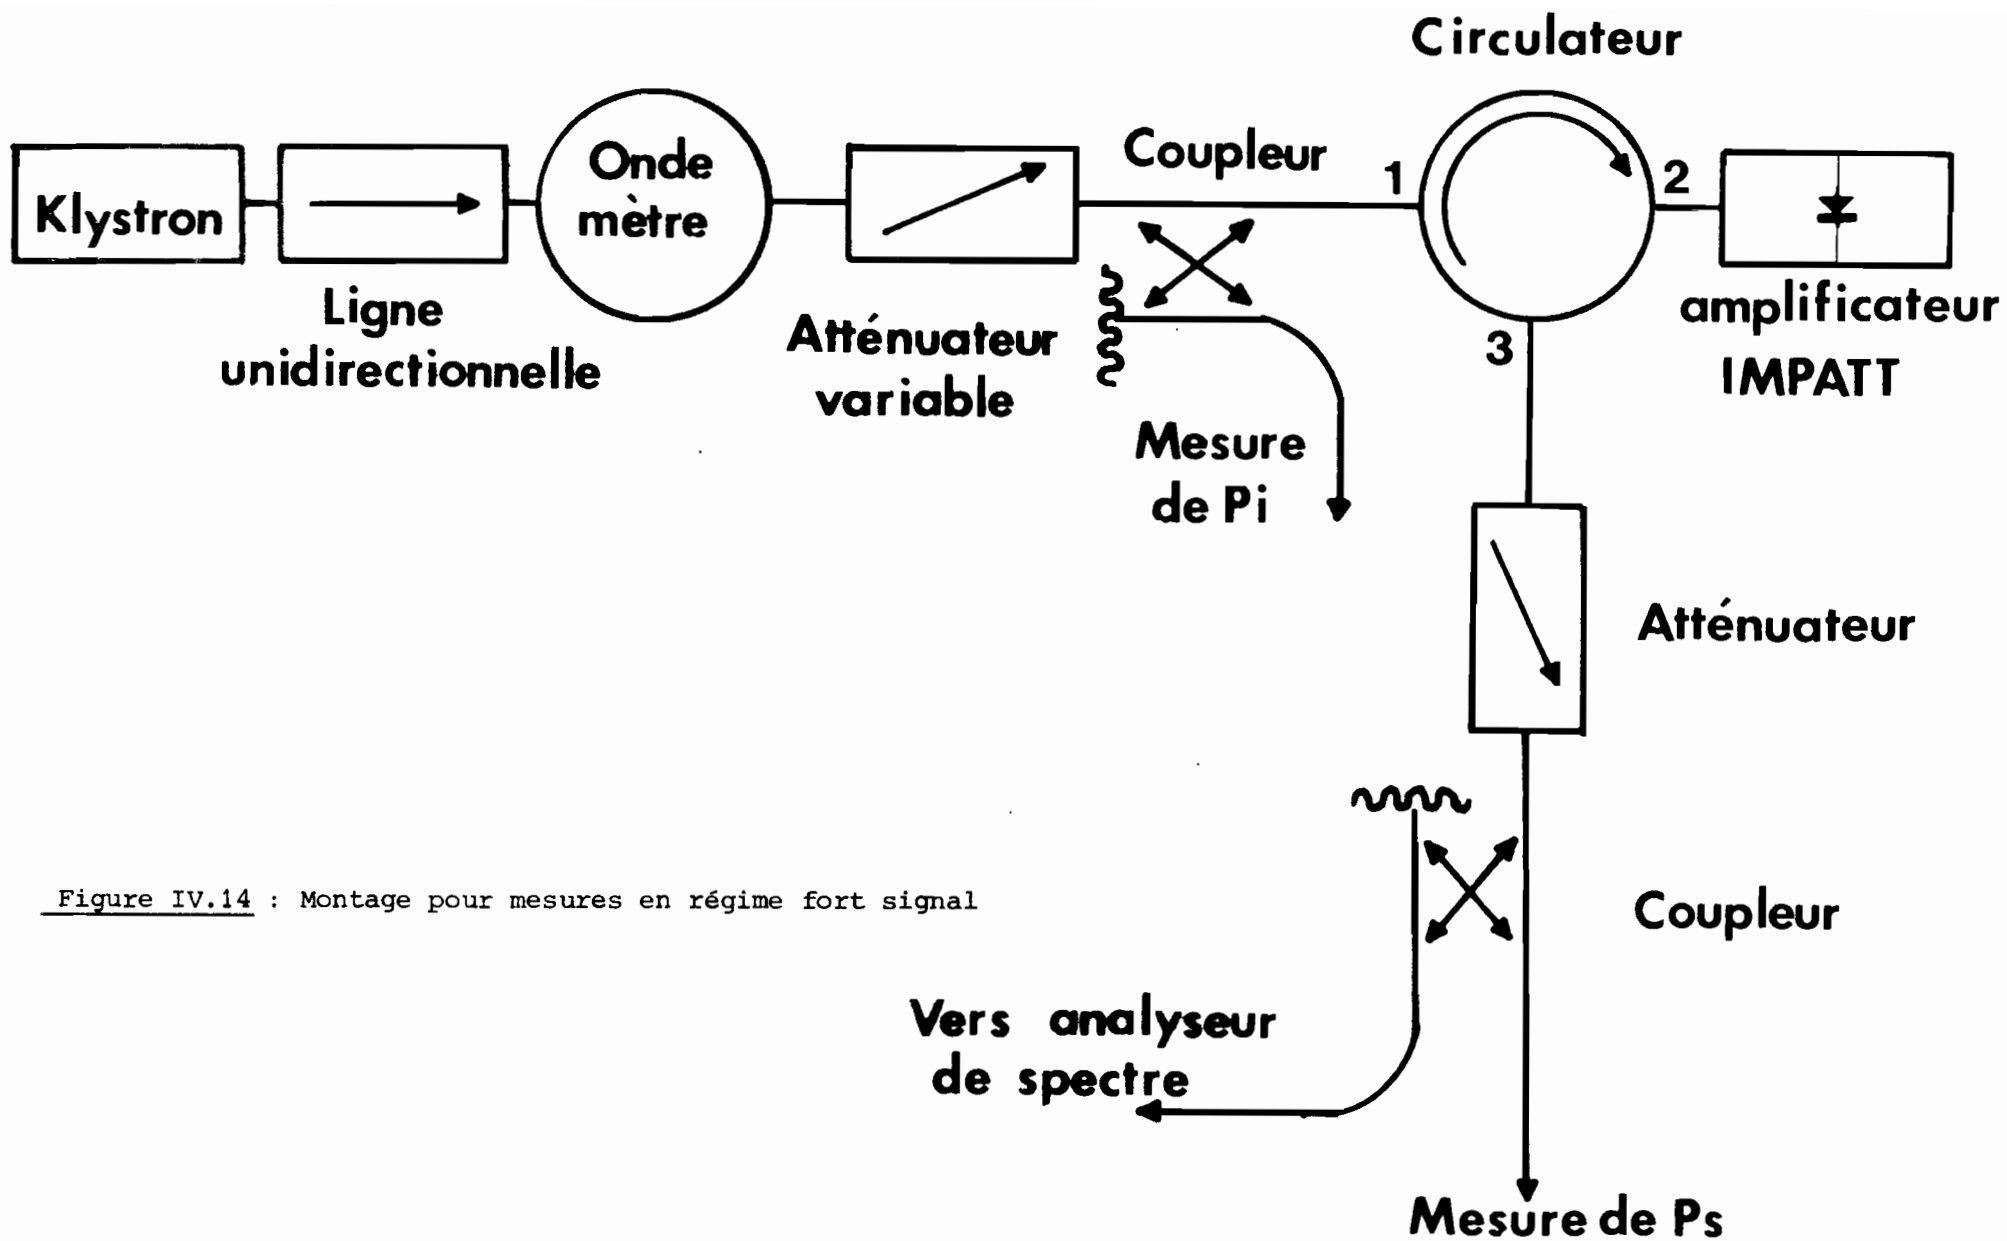 Circulateur
Klystron
Ligne
unidirectionnelle
Onde
mètre
Atténuateur
variable
Coupleur
Mesure
de Pi
1
2
3
amplificateur
IMPATT
Atténuateur
Coupleur
Vers analyseur
de spectre
Mesure de Ps
Figure IV.14 : Montage pour mesures en régime fort signal